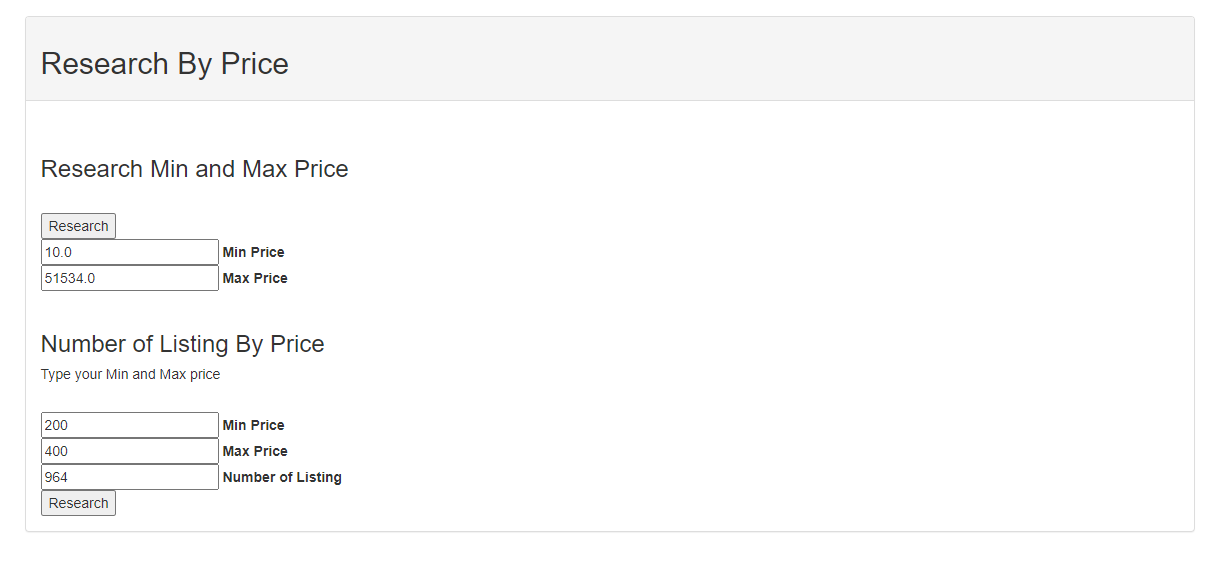 Research By Price
Research Min and Max Price
Research
10.0 Min Price
51534.0 Max Price
Number of Listing By Price
Type your Min and Max price
200 Min Price
400 Max Price
964 Number of Listing
Research